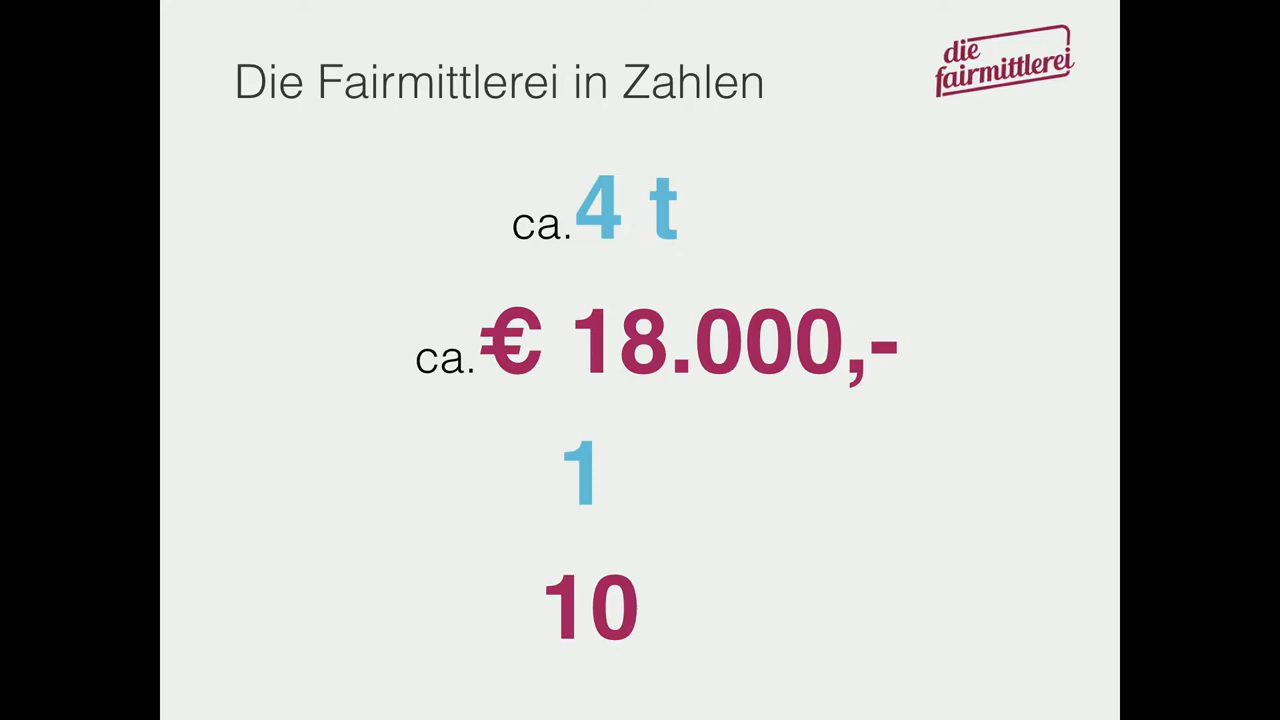 Die Fairmittlerei in Zahlen
die
fairmittlerei
ca. 4 t
ca. € 18.000,-
1
10